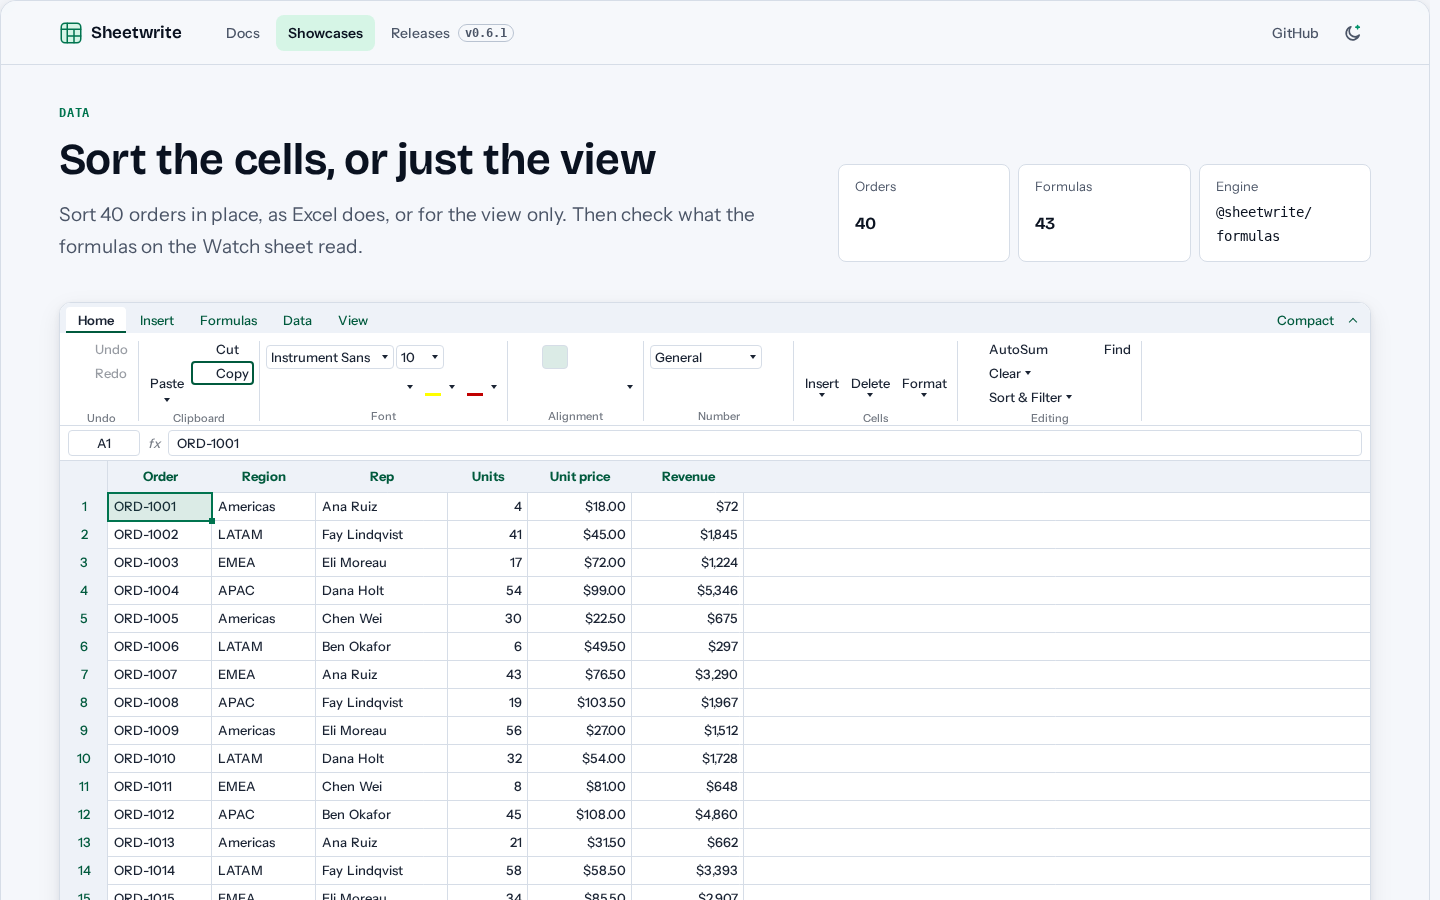 Sheetwrite Docs Showcases Releases v0.6.1 GitHub
DATA
Sort the cells, or just the view
Sort 40 orders in place, as Excel does, or for the view only. Then check what the
formulas on the Watch sheet read.
Orders
40
Formulas
43
Engine
@sheetwrite/
formulas
Home Insert Formulas Data View Compact
Undo
Redo
Undo
Paste
Cut
Copy
Clipboard
Instrument Sans 10
Font
Alignment
General
Number
Insert Delete Format
Cells
AutoSum Find
Clear
Sort & Filter
Editing
A1 fx ORD-1001
Order Region Rep Units Unit price Revenue
1 ORD-1001 Americas Ana Ruiz 4 $18.00 $72
2 ORD-1002 LATAM Fay Lindqvist 41 $45.00 $1,845
3 ORD-1003 EMEA Eli Moreau 17 $72.00 $1,224
4 ORD-1004 APAC Dana Holt 54 $99.00 $5,346
5 ORD-1005 Americas Chen Wei 30 $22.50 $675
6 ORD-1006 LATAM Ben Okafor 6 $49.50 $297
7 ORD-1007 EMEA Ana Ruiz 43 $76.50 $3,290
8 ORD-1008 APAC Fay Lindqvist 19 $103.50 $1,967
9 ORD-1009 Americas Eli Moreau 56 $27.00 $1,512
10 ORD-1010 LATAM Dana Holt 32 $54.00 $1,728
11 ORD-1011 EMEA Chen Wei 8 $81.00 $648
12 ORD-1012 APAC Ben Okafor 45 $108.00 $4,860
13 ORD-1013 Americas Ana Ruiz 21 $31.50 $662
14 ORD-1014 LATAM Fay Lindqvist 58 $58.50 $3,393
15 ORD-1015 EMEA Eli Moreau 34 $85.50 $2,907